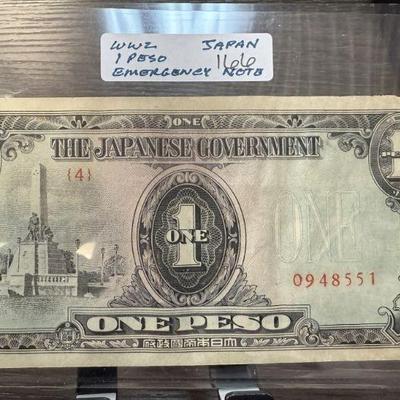 WW2 JAPAN
1 PESO 166
EMERGENCY NOTE
ONE
THE JAPANESE GOVERNMENT
{4}
1
ONE
ONE
0948551
ONE PESO
府政國帝本日大